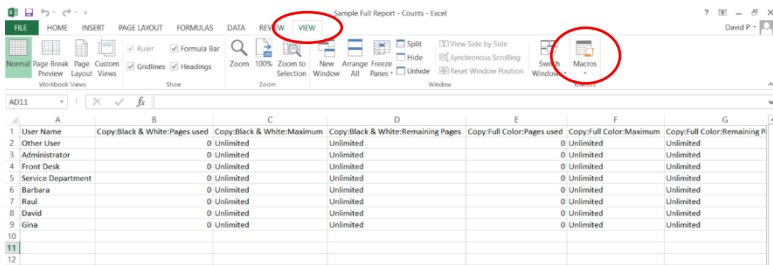 Sample Full Report - Counts - Excel
FILE HOME INSERT PAGE LAYOUT FORMULAS DATA REVIEW VIEW David P
Normal Page Break Preview Page Layout Custom Views
Workbook Views
Ruler Formula Bar
Gridlines Headings
Show
Zoom 100% Zoom to Selection
Zoom
New Window Arrange All Freeze Panes
Split
Hide
Unhide
View Side by Side
Synchronous Scrolling
Reset Window Position
Window
Switch Windows
Macros
Macros
AD11 fx
A B C D E F G
1 User Name Copy:Black & White:Pages used Copy:Black & White:Maximum Copy:Black & White:Remaining Pages Copy:Full Color:Pages used Copy:Full Color:Maximum Copy:Full Color:Remaining P
2 Other User 0 Unlimited Unlimited 0 Unlimited Unlimited
3 Administrator 0 Unlimited Unlimited 0 Unlimited Unlimited
4 Front Desk 0 Unlimited Unlimited 0 Unlimited Unlimited
5 Service Department 0 Unlimited Unlimited 0 Unlimited Unlimited
6 Barbara 0 Unlimited Unlimited 0 Unlimited Unlimited
7 Raul 0 Unlimited Unlimited 0 Unlimited Unlimited
8 David 0 Unlimited Unlimited 0 Unlimited Unlimited
9 Gina 0 Unlimited Unlimited 0 Unlimited Unlimited
10
11
12